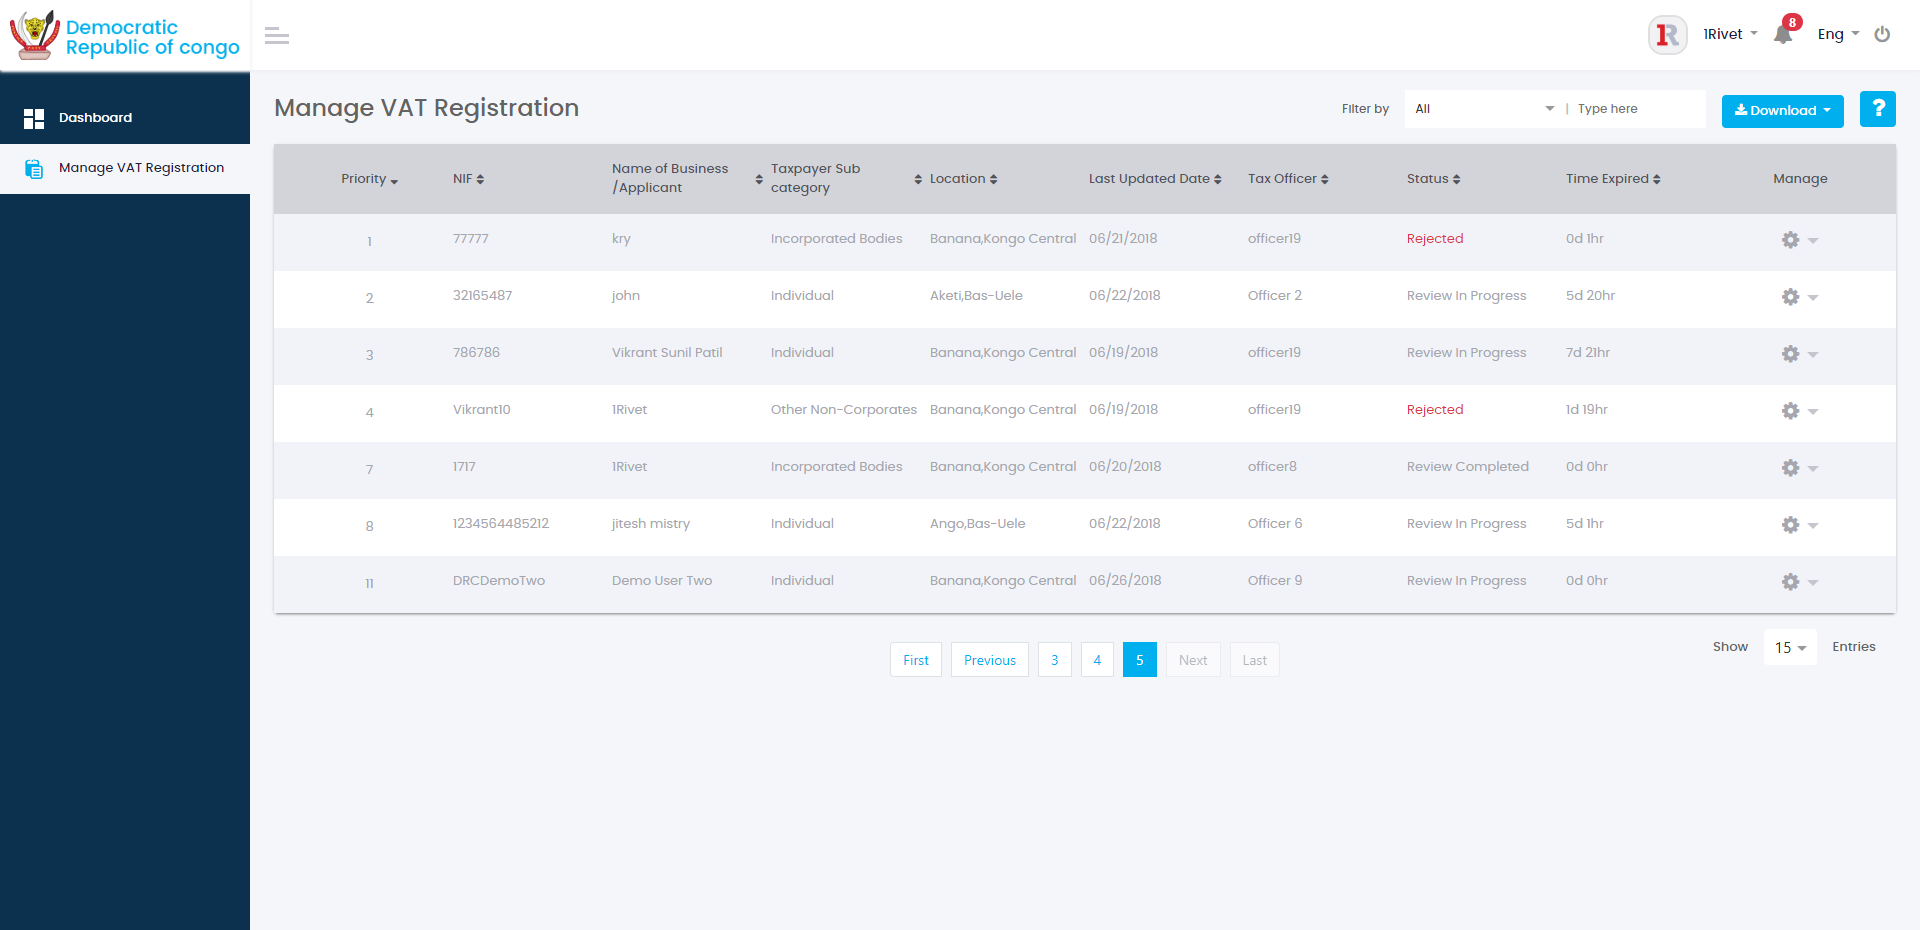 Democratic
Republic of congo
1R 1Rivet 8 Eng
Dashboard
Manage VAT Registration
Manage VAT Registration
Filter by All | Type here Download ?
Priority NIF Name of Business /Applicant Taxpayer Sub category Location Last Updated Date Tax Officer Status Time Expired Manage
1 77777 kry Incorporated Bodies Banana,Kongo Central 06/21/2018 officer19 Rejected 0d 1hr
2 32165487 john Individual Aketi,Bas-Uele 06/22/2018 Officer 2 Review In Progress 5d 20hr
3 786786 Vikrant Sunil Patil Individual Banana,Kongo Central 06/19/2018 officer19 Review In Progress 7d 21hr
4 Vikrant10 1Rivet Other Non-Corporates Banana,Kongo Central 06/19/2018 officer19 Rejected 1d 19hr
7 1717 1Rivet Incorporated Bodies Banana,Kongo Central 06/20/2018 officer8 Review Completed 0d 0hr
8 1234564485212 jitesh mistry Individual Ango,Bas-Uele 06/22/2018 Officer 6 Review In Progress 5d 1hr
11 DRCDemoTwo Demo User Two Individual Banana,Kongo Central 06/26/2018 Officer 9 Review In Progress 0d 0hr
First Previous 3 4 5 Next Last
Show 15 Entries